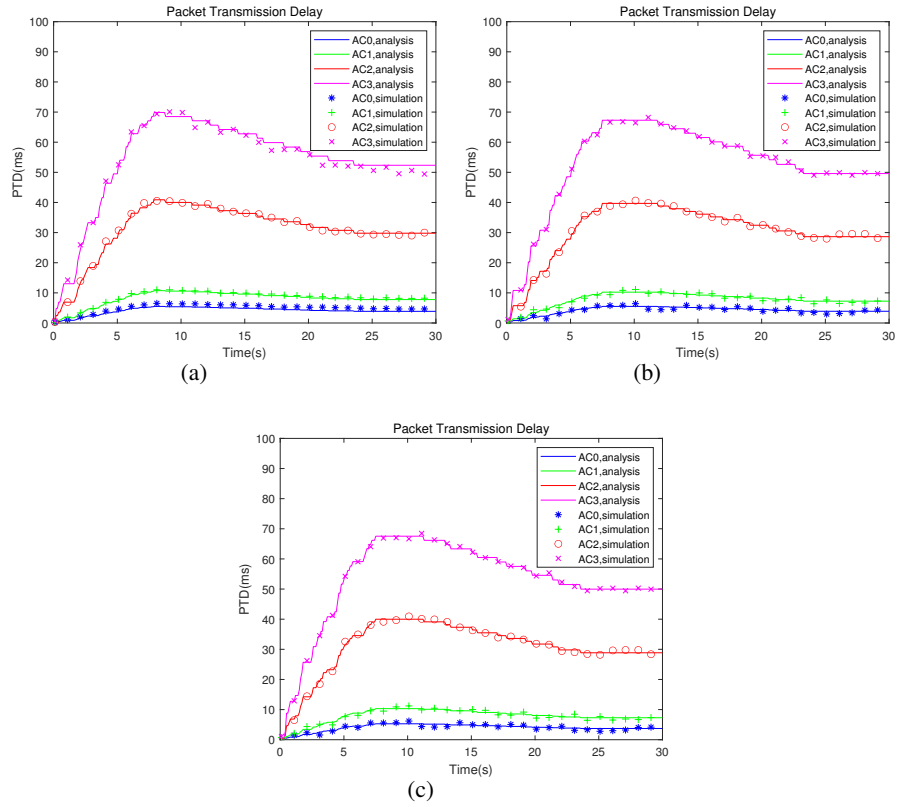 Packet Transmission Delay
100
90
80
70
60
50
40
30
20
10
0
PTD(ms)
0 5 10 15 20 25 30
Time(s)
AC0,analysis
AC1,analysis
AC2,analysis
AC3,analysis
AC0,simulation
AC1,simulation
AC2,simulation
AC3,simulation
(a)
Packet Transmission Delay
100
90
80
70
60
50
40
30
20
10
0
PTD(ms)
0 5 10 15 20 25 30
Time(s)
AC0,analysis
AC1,analysis
AC2,analysis
AC3,analysis
AC0,simulation
AC1,simulation
AC2,simulation
AC3,simulation
(b)
Packet Transmission Delay
100
90
80
70
60
50
40
30
20
10
0
PTD(ms)
0 5 10 15 20 25 30
Time(s)
AC0,analysis
AC1,analysis
AC2,analysis
AC3,analysis
AC0,simulation
AC1,simulation
AC2,simulation
AC3,simulation
(c)